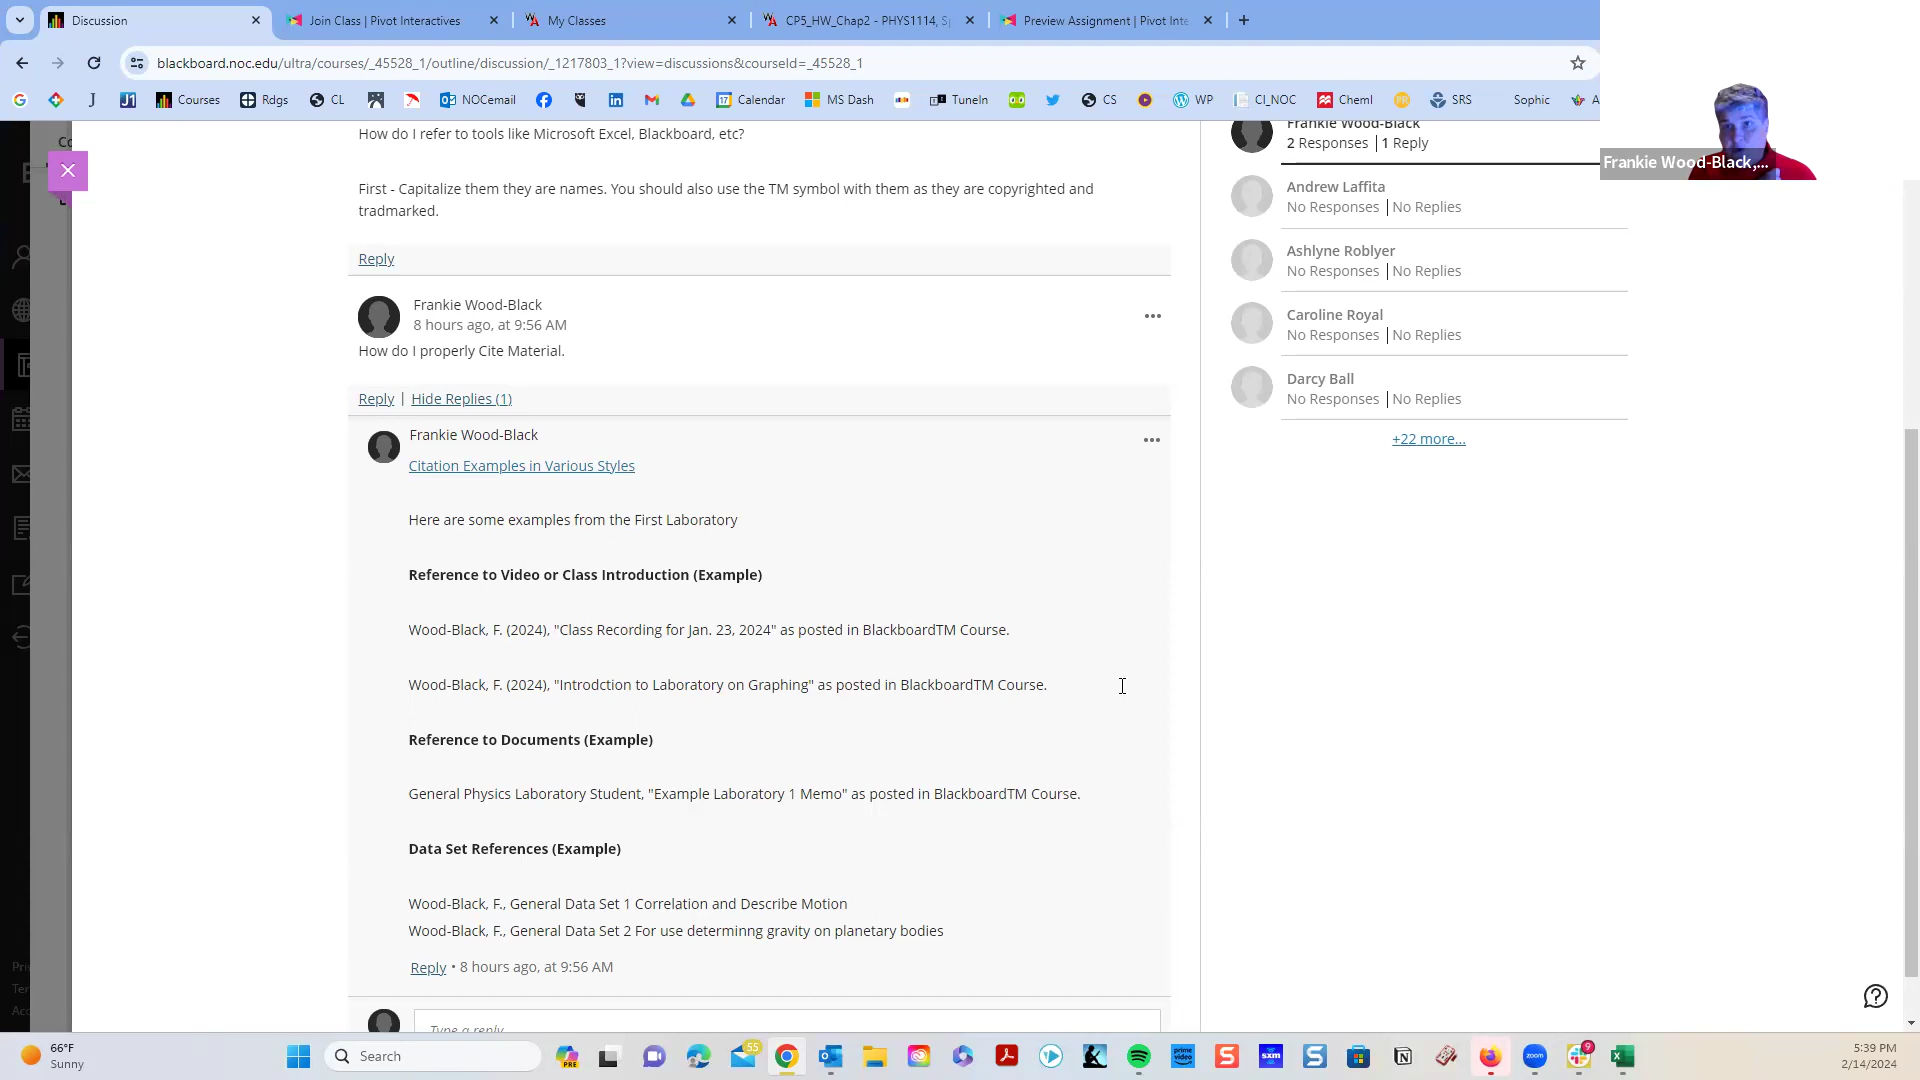 Discussion
Join Class | Pivot Interactives
My Classes
CP5_HW_Chap2 - PHYS1114, S
Preview Assignment | Pivot Inte
blackboard.noc.edu/ultra/courses/_45528_1/outline/discussion/_1217803_1?view=discussions&courseId=_45528_1
Courses
Rdgs
CL
NOCemail
Calendar
MS Dash
TuneIn
CS
WP
CI_NOC
ChemI
SRS
Sophic
A
How do I refer to tools like Microsoft Excel, Blackboard, etc?
First - Capitalize them they are names. You should also use the TM symbol with them as they are copyrighted and
tradmarked.
Reply
Frankie Wood-Black
8 hours ago, at 9:56 AM
How do I properly Cite Material.
Reply | Hide Replies (1)
Frankie Wood-Black
Citation Examples in Various Styles
Here are some examples from the First Laboratory
Reference to Video or Class Introduction (Example)
Wood-Black, F. (2024), "Class Recording for Jan. 23, 2024" as posted in BlackboardTM Course.
Wood-Black, F. (2024), "Introdction to Laboratory on Graphing" as posted in BlackboardTM Course.
Reference to Documents (Example)
General Physics Laboratory Student, "Example Laboratory 1 Memo" as posted in BlackboardTM Course.
Data Set References (Example)
Wood-Black, F., General Data Set 1 Correlation and Describe Motion
Wood-Black, F., General Data Set 2 For use determinng gravity on planetary bodies
Reply • 8 hours ago, at 9:56 AM
Type a reply
Frankie Wood-Black
2 Responses | 1 Reply
Andrew Laffita
No Responses | No Replies
Ashlyne Roblyer
No Responses | No Replies
Caroline Royal
No Responses | No Replies
Darcy Ball
No Responses | No Replies
+22 more...
Frankie Wood-Black,...
66°F
Sunny
Search
PRE
55
prime video
sxm
zoom
9
5:39 PM
2/14/2024